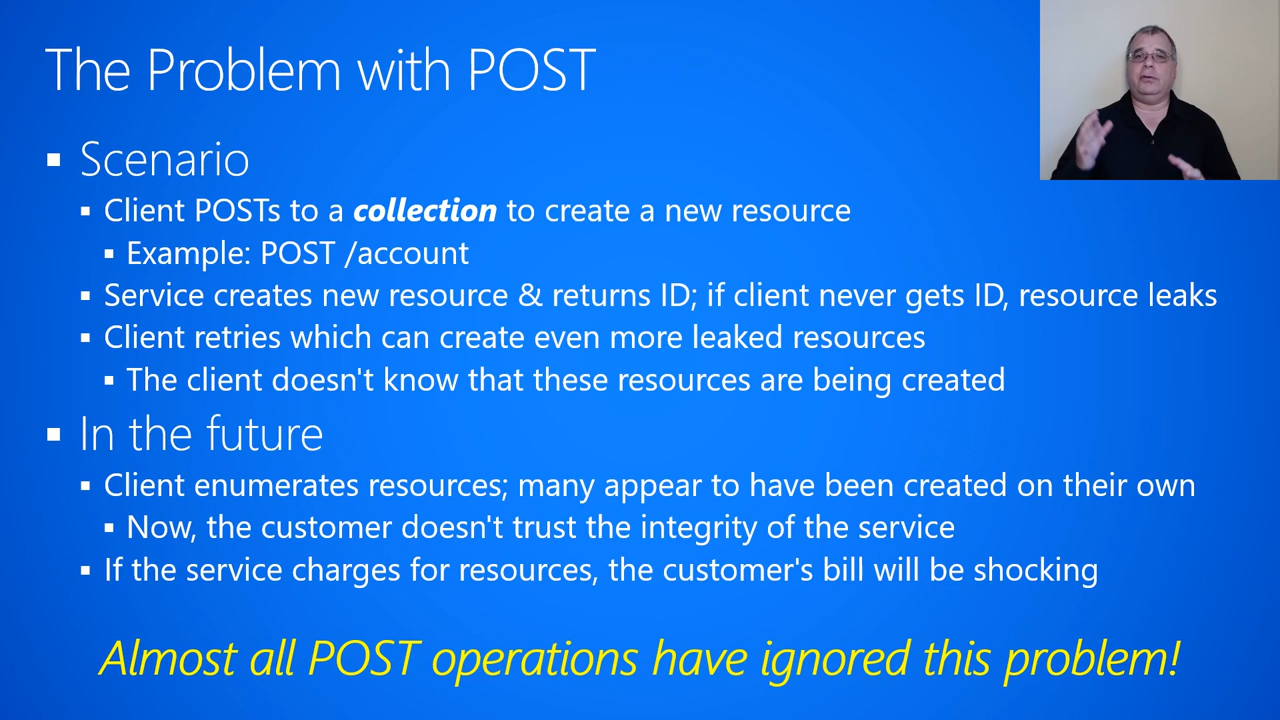 The Problem with POST
Scenario
Client POSTs to a collection to create a new resource
Example: POST /account
Service creates new resource & returns ID; if client never gets ID, resource leaks
Client retries which can create even more leaked resources
The client doesn't know that these resources are being created
In the future
Client enumerates resources; many appear to have been created on their own
Now, the customer doesn't trust the integrity of the service
If the service charges for resources, the customer's bill will be shocking
Almost all POST operations have ignored this problem!